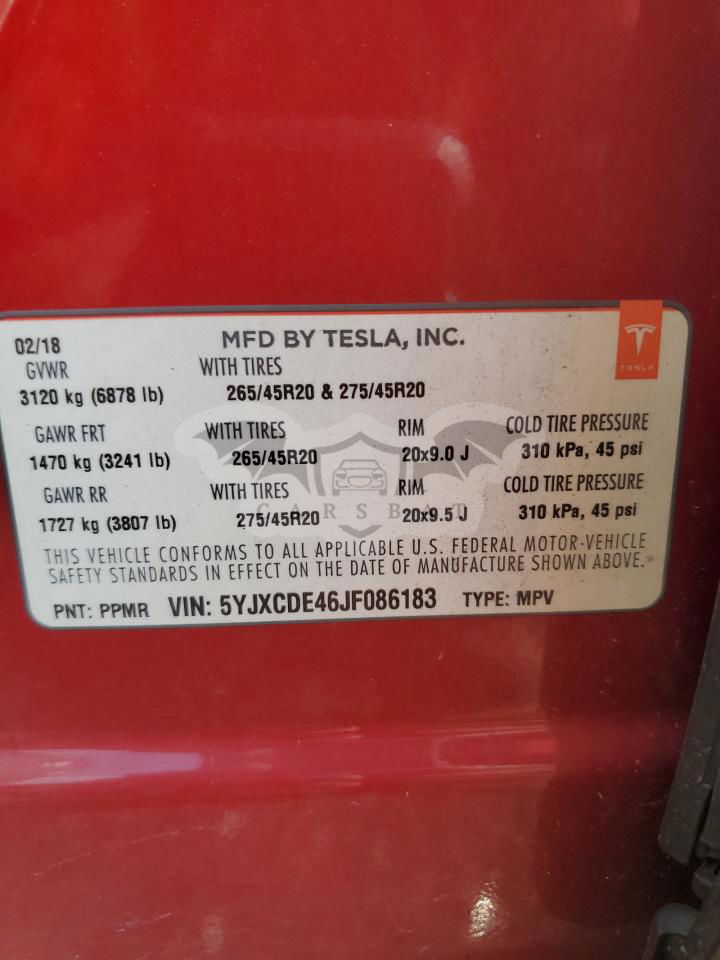 02/18 MFD BY TESLA, INC.
TESLA
GVWR WITH TIRES
3120 kg (6878 lb) 265/45R20 & 275/45R20
GAWR FRT WITH TIRES RIM COLD TIRE PRESSURE
1470 kg (3241 lb) 265/45R20 20x9.0 J 310 kPa, 45 psi
GAWR RR WITH TIRES RIM COLD TIRE PRESSURE
1727 kg (3807 lb) 275/45R20 20x9.5 J 310 kPa, 45 psi
CARSBAT
THIS VEHICLE CONFORMS TO ALL APPLICABLE U.S. FEDERAL MOTOR-VEHICLE
SAFETY STANDARDS IN EFFECT ON THE DATE OF MANUFACTURE SHOWN ABOVE.
PNT: PPMR VIN: 5YJXCDE46JF086183 TYPE: MPV